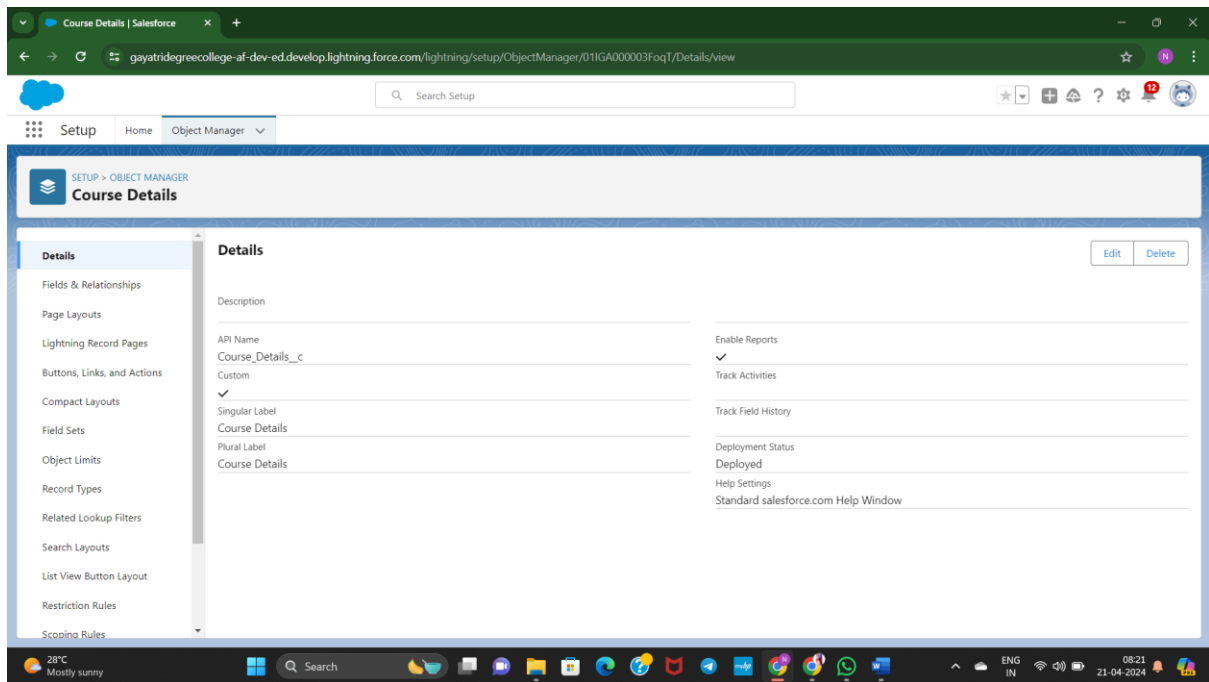 Course Details | Salesforce
gayatridegreecollege-af-dev-ed.develop.lightning.force.com/lightning/setup/ObjectManager/01IGA000003FoqT/Details/view
N
Search Setup
12
Setup
Home
Object Manager
SETUP > OBJECT MANAGER
Course Details
Details
Fields & Relationships
Page Layouts
Lightning Record Pages
Buttons, Links, and Actions
Compact Layouts
Field Sets
Object Limits
Record Types
Related Lookup Filters
Search Layouts
List View Button Layout
Restriction Rules
Scoping Rules
Details
Edit
Delete
Description
API Name
Course_Details__c
Custom
Singular Label
Course Details
Plural Label
Course Details
Enable Reports
Track Activities
Track Field History
Deployment Status
Deployed
Help Settings
Standard salesforce.com Help Window
28°C
Mostly sunny
Search
ENG
IN
08:21
21-04-2024